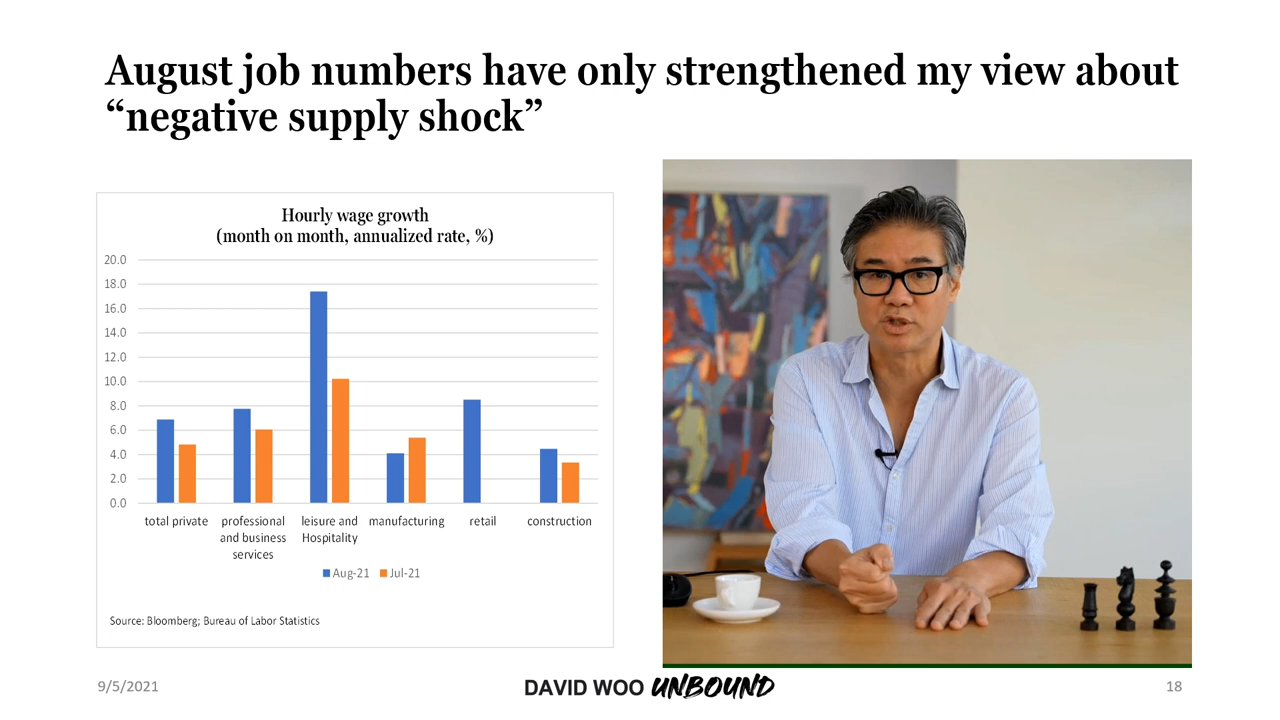 August job numbers have only strengthened my view about
“negative supply shock”
Hourly wage growth
(month on month, annualized rate, %)
20.0
18.0
16.0
14.0
12.0
10.0
8.0
6.0
4.0
2.0
0.0
total private
professional
and business
services
leisure and
Hospitality
manufacturing
retail
construction
Aug-21 Jul-21
Source: Bloomberg; Bureau of Labor Statistics
9/5/2021
DAVID WOO UNBOUND
18